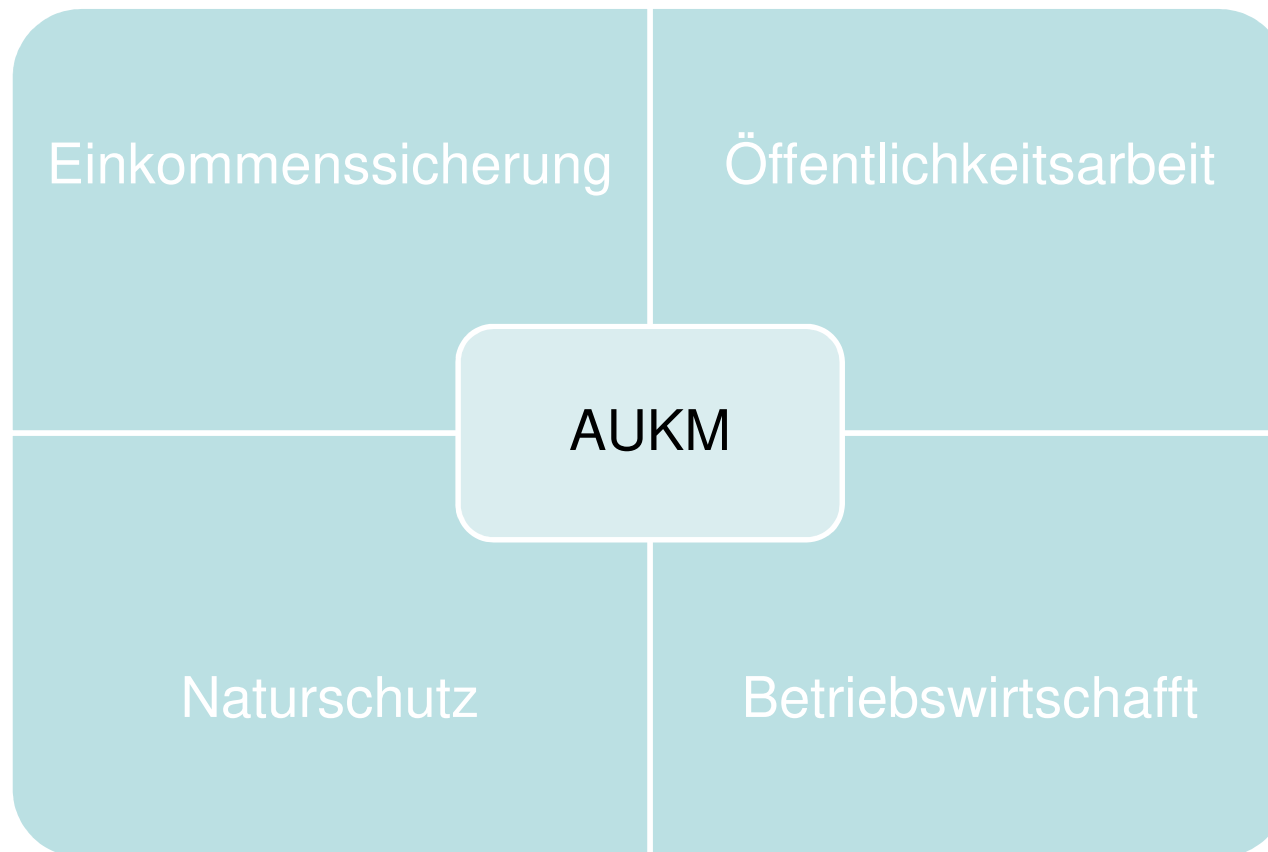 Einkommenssicherung
Öffentlichkeitsarbeit
AUKM
Naturschutz
Betriebswirtschafft